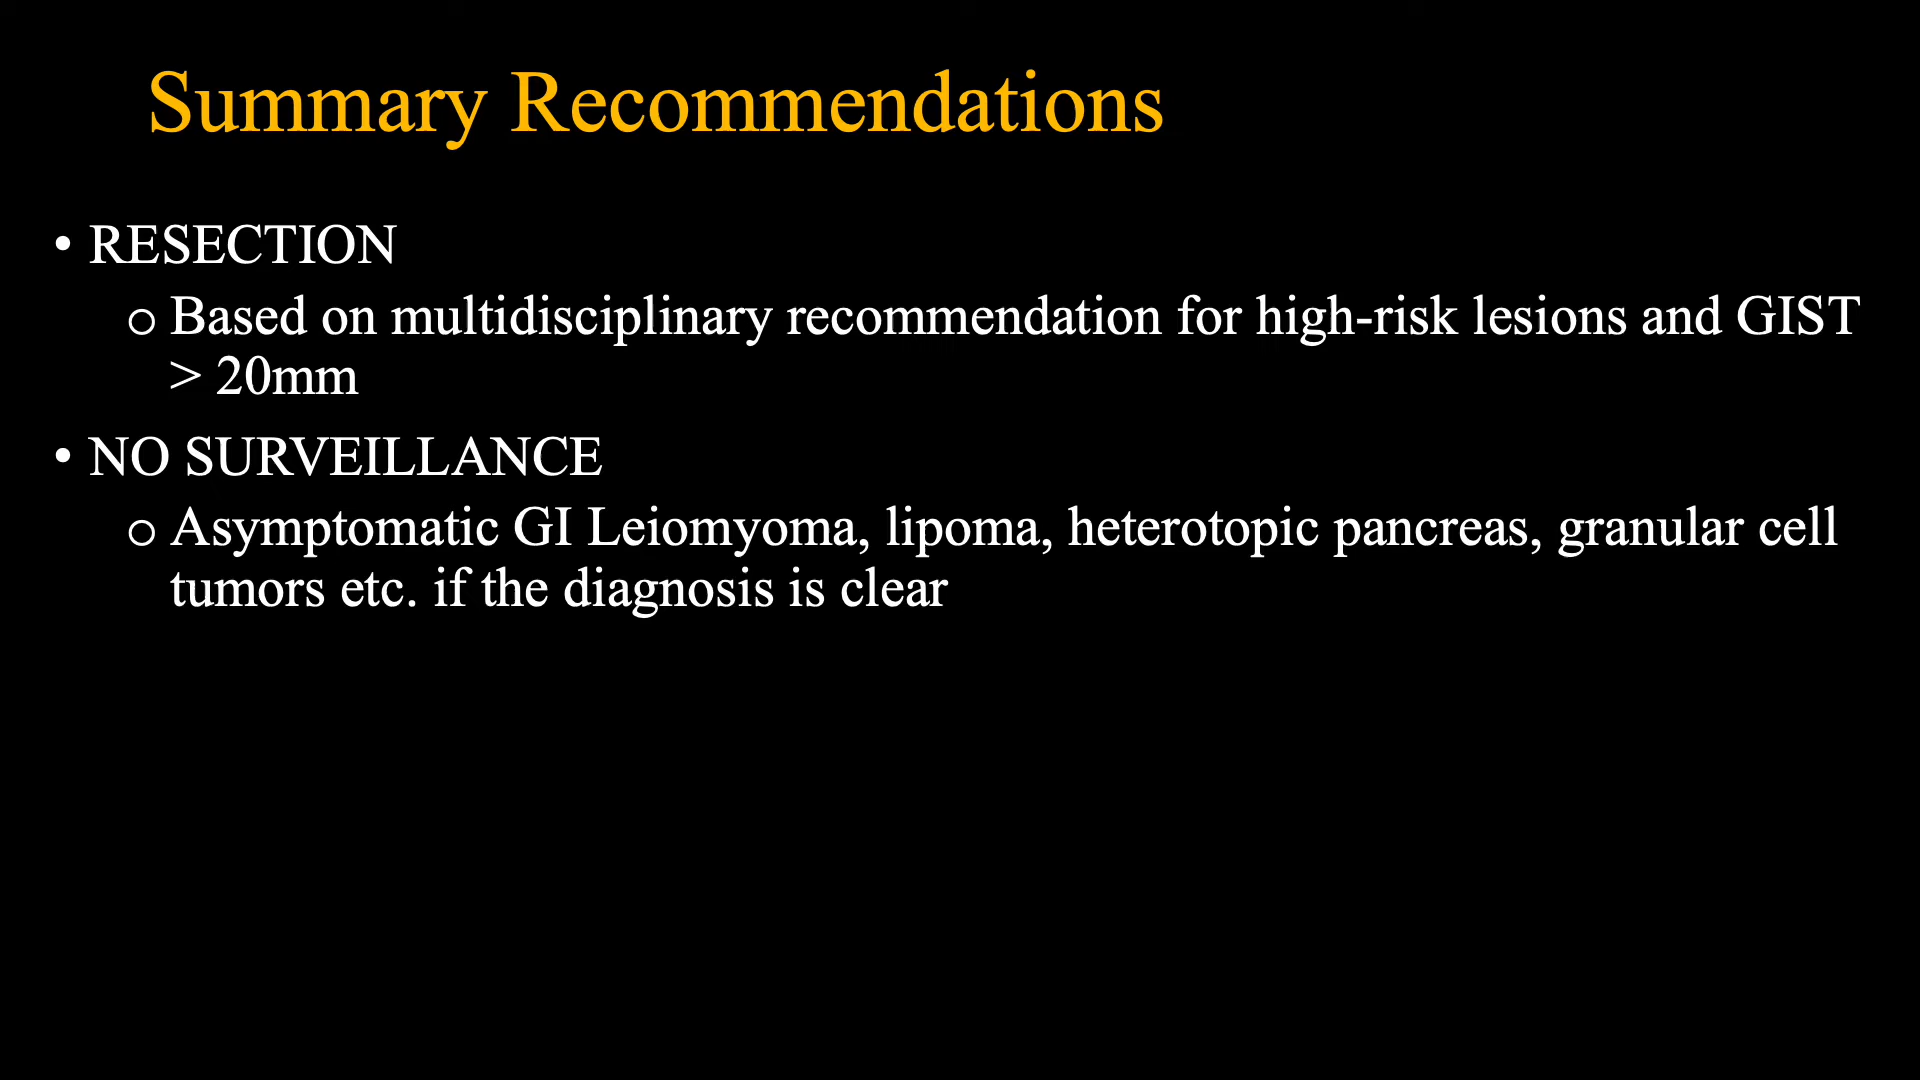 Summary Recommendations
• RESECTION
o Based on multidisciplinary recommendation for high-risk lesions and GIST
> 20mm
• NO SURVEILLANCE
o Asymptomatic GI Leiomyoma, lipoma, heterotopic pancreas, granular cell
tumors etc. if the diagnosis is clear